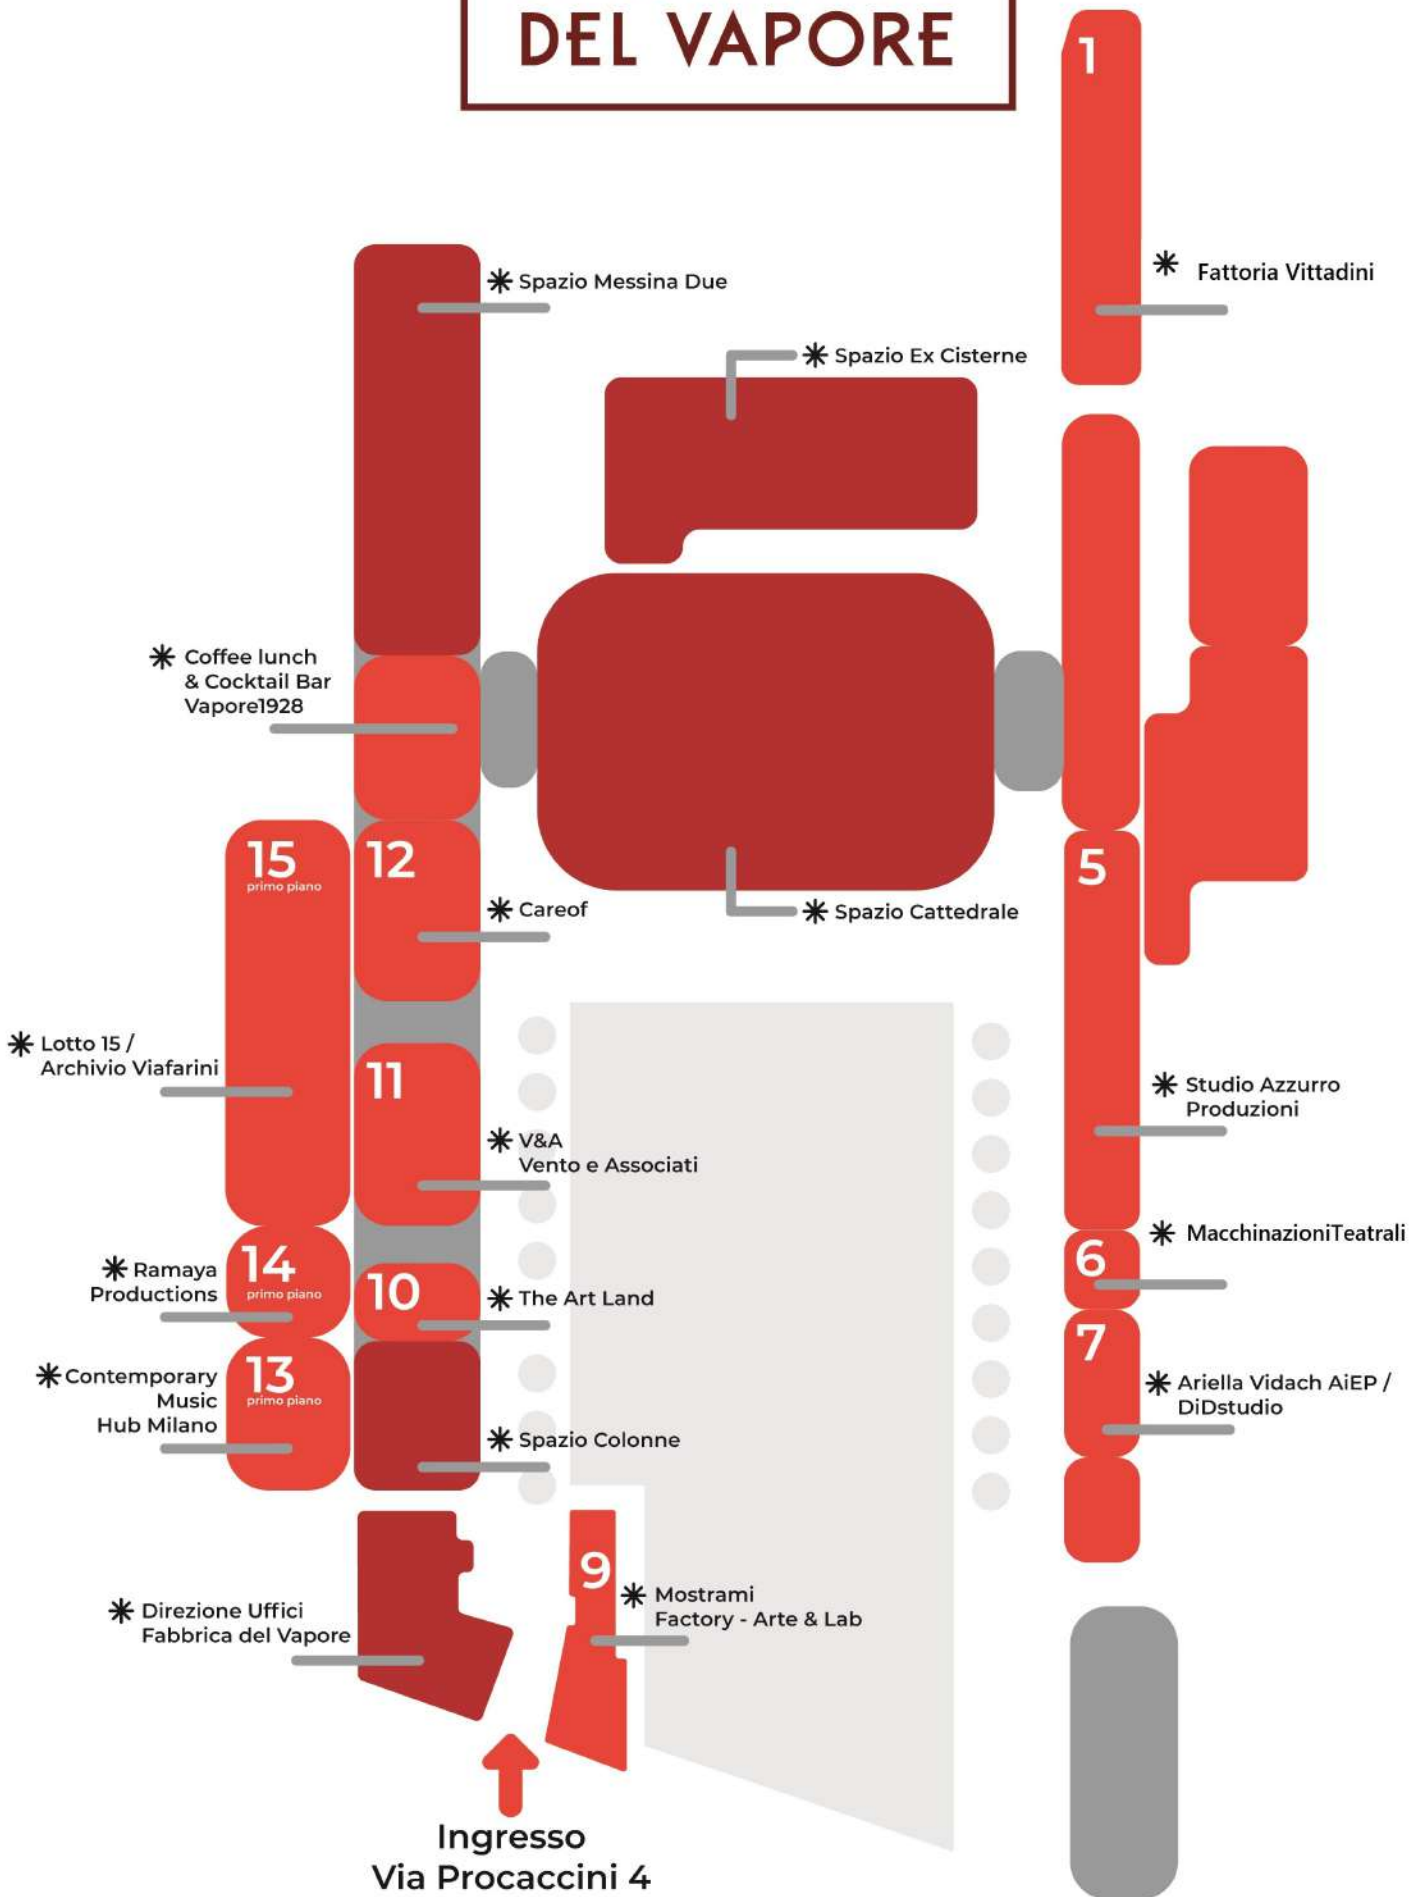 DEL VAPORE
1
✱ Fattoria Vittadini
✱ Spazio Messina Due
✱ Spazio Ex Cisterne
✱ Coffee lunch
& Cocktail Bar
Vapore1928
15
primo piano
12
5
✱ Careof
✱ Spazio Cattedrale
✱ Lotto 15 /
Archivio Viafarini
11
✱ Studio Azzurro
Produzioni
✱ V&A
Vento e Associati
✱ MacchinazioniTeatrali
6
14
primo piano
✱ Ramaya
Productions
10
✱ The Art Land
7
13
primo piano
✱ Contemporary
Music
Hub Milano
✱ Ariella Vidach AiEP /
DiDstudio
✱ Spazio Colonne
9
✱ Mostrami
Factory - Arte & Lab
✱ Direzione Uffici
Fabbrica del Vapore
Ingresso
Via Procaccini 4